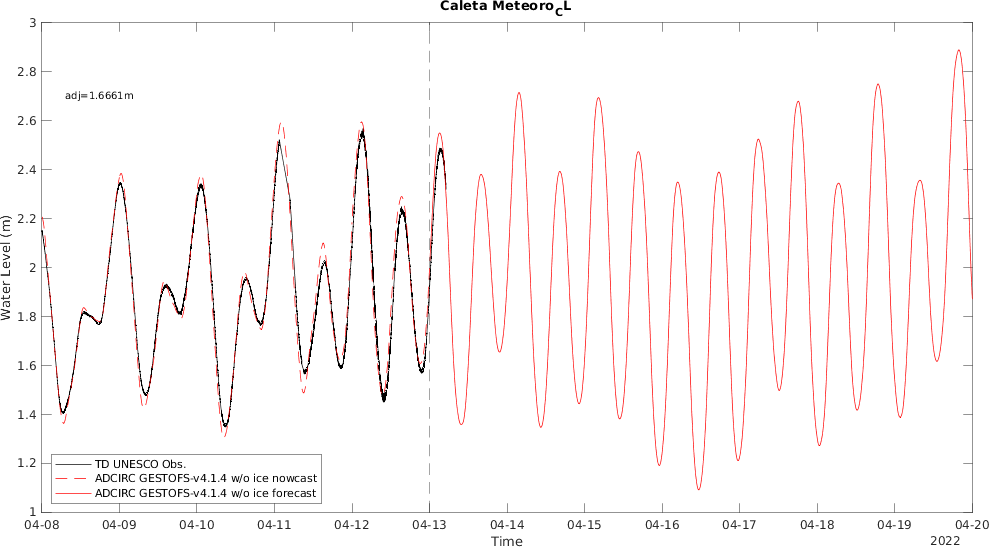 Caleta Meteoro_CL
3
2.8
2.6
2.4
2.2
2
1.8
1.6
1.4
1.2
1
Water Level (m)
adj=1.6661m
TD UNESCO Obs.
ADCIRC GESTOFS-v4.1.4 w/o ice nowcast
ADCIRC GESTOFS-v4.1.4 w/o ice forecast
04-08 04-09 04-10 04-11 04-12 04-13 04-14 04-15 04-16 04-17 04-18 04-19 04-20
Time
2022